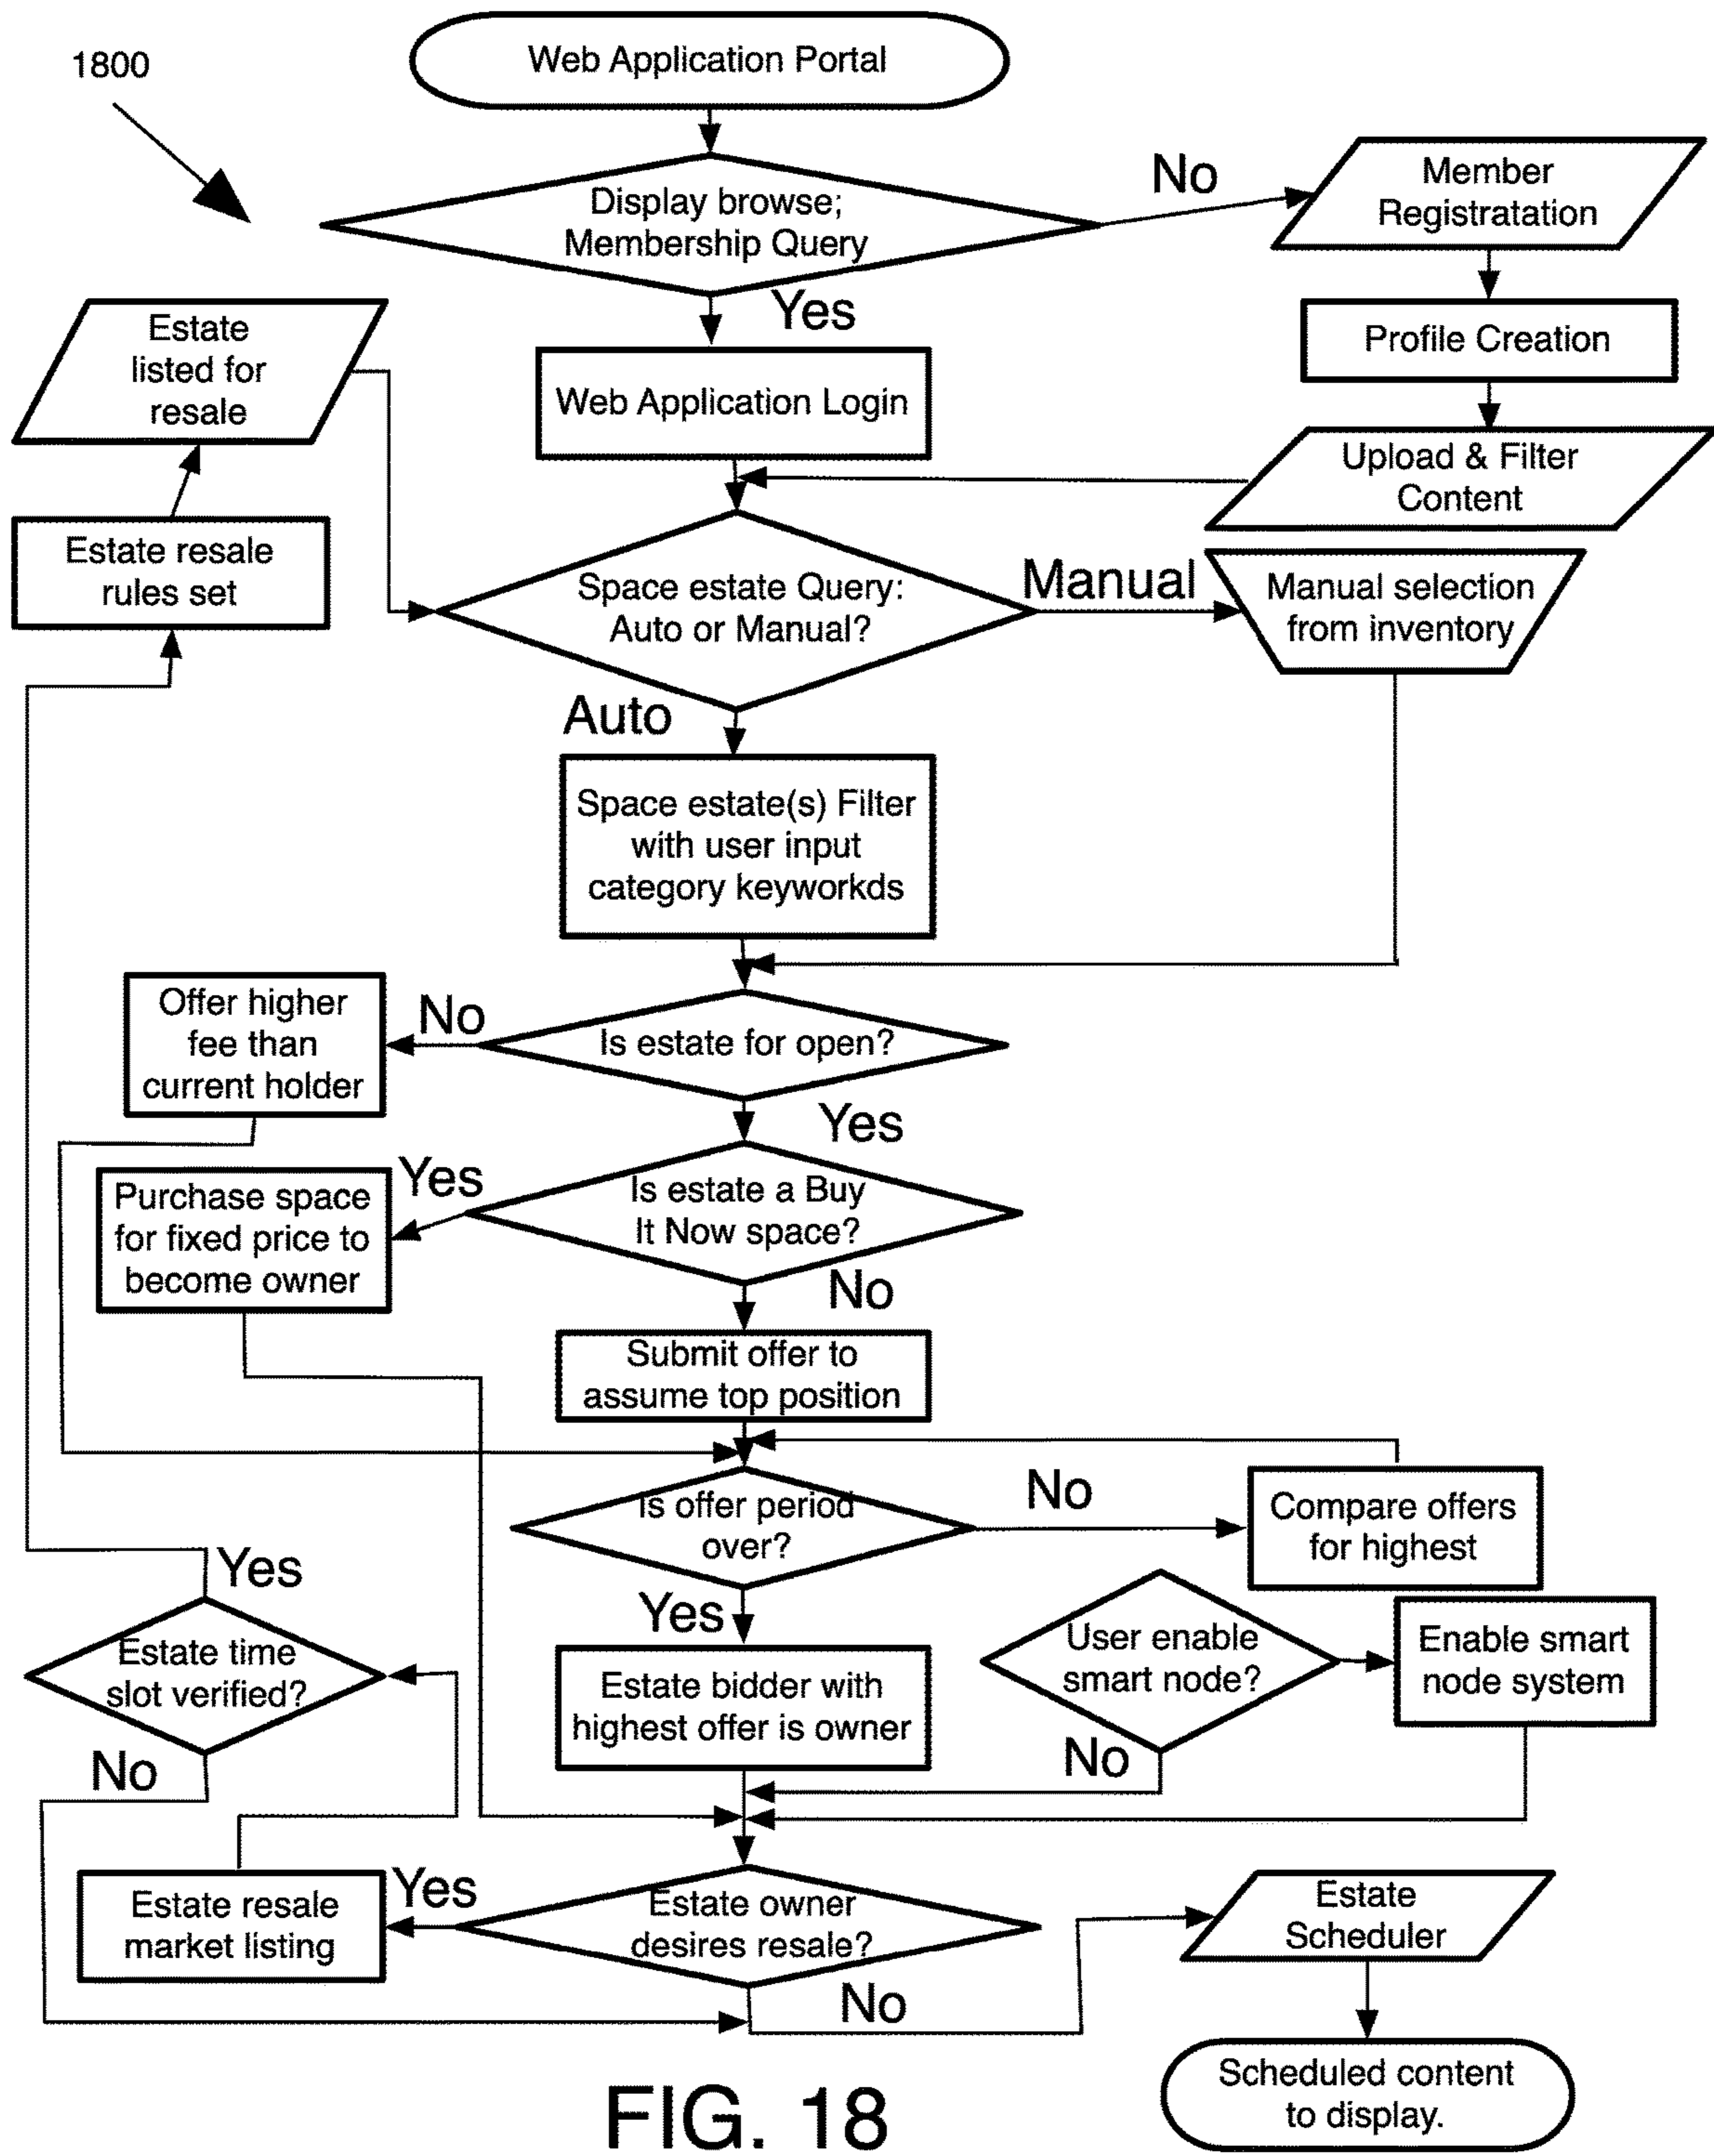 1800
Web Application Portal
Display browse;
Membership Query
No
Member
Registratation
Yes
Profile Creation
Estate
listed for
resale
Web Application Login
Upload & Filter
Content
Estate resale
rules set
Space estate Query:
Auto or Manual?
Manual
Manual selection
from inventory
Auto
Space estate(s) Filter
with user input
category keyworkds
Offer higher
fee than
current holder
No
Is estate for open?
Yes
Purchase space
for fixed price to
become owner
Yes
Is estate a Buy
It Now space?
No
Submit offer to
assume top position
Is offer period
over?
No
Compare offers
for highest
Yes
Yes
Estate time
slot verified?
No
Estate bidder with
highest offer is owner
User enable
smart node?
No
Enable smart
node system
Estate resale
market listing
Yes
Estate owner
desires resale?
No
Estate
Scheduler
Scheduled content
to display.
FIG. 18